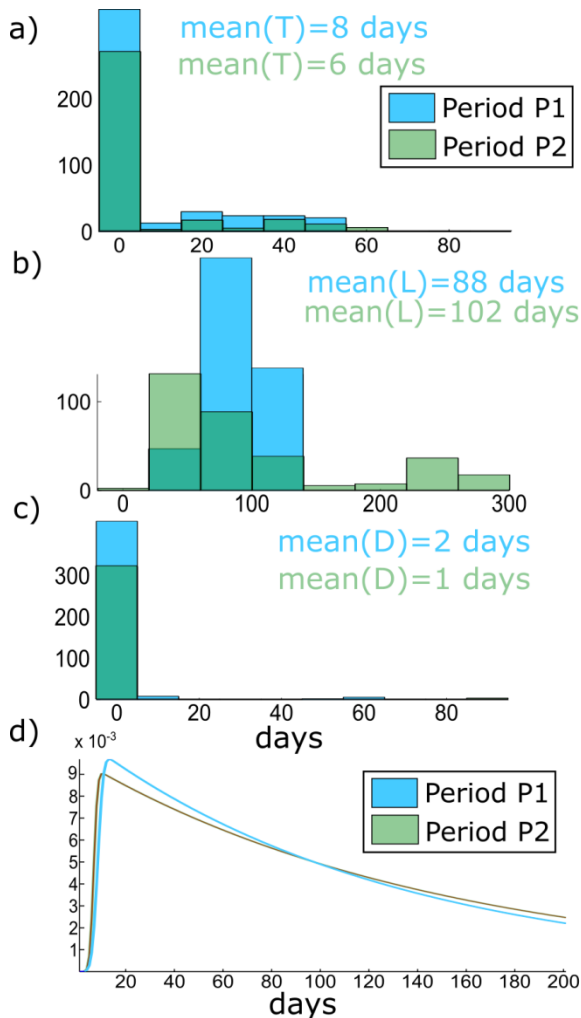 a)
mean(T)=8 days
mean(T)=6 days
Period P1
Period P2
200
100
0
0 20 40 60 80
b)
mean(L)=88 days
mean(L)=102 days
100
0
0 100 200 300
c)
mean(D)=2 days
mean(D)=1 days
300
200
100
0
0 20 40 60 80
days
d)
x 10⁻³
Period P1
Period P2
9
8
7
6
5
4
3
2
1
20 40 60 80 100 120 140 160 180 200
days